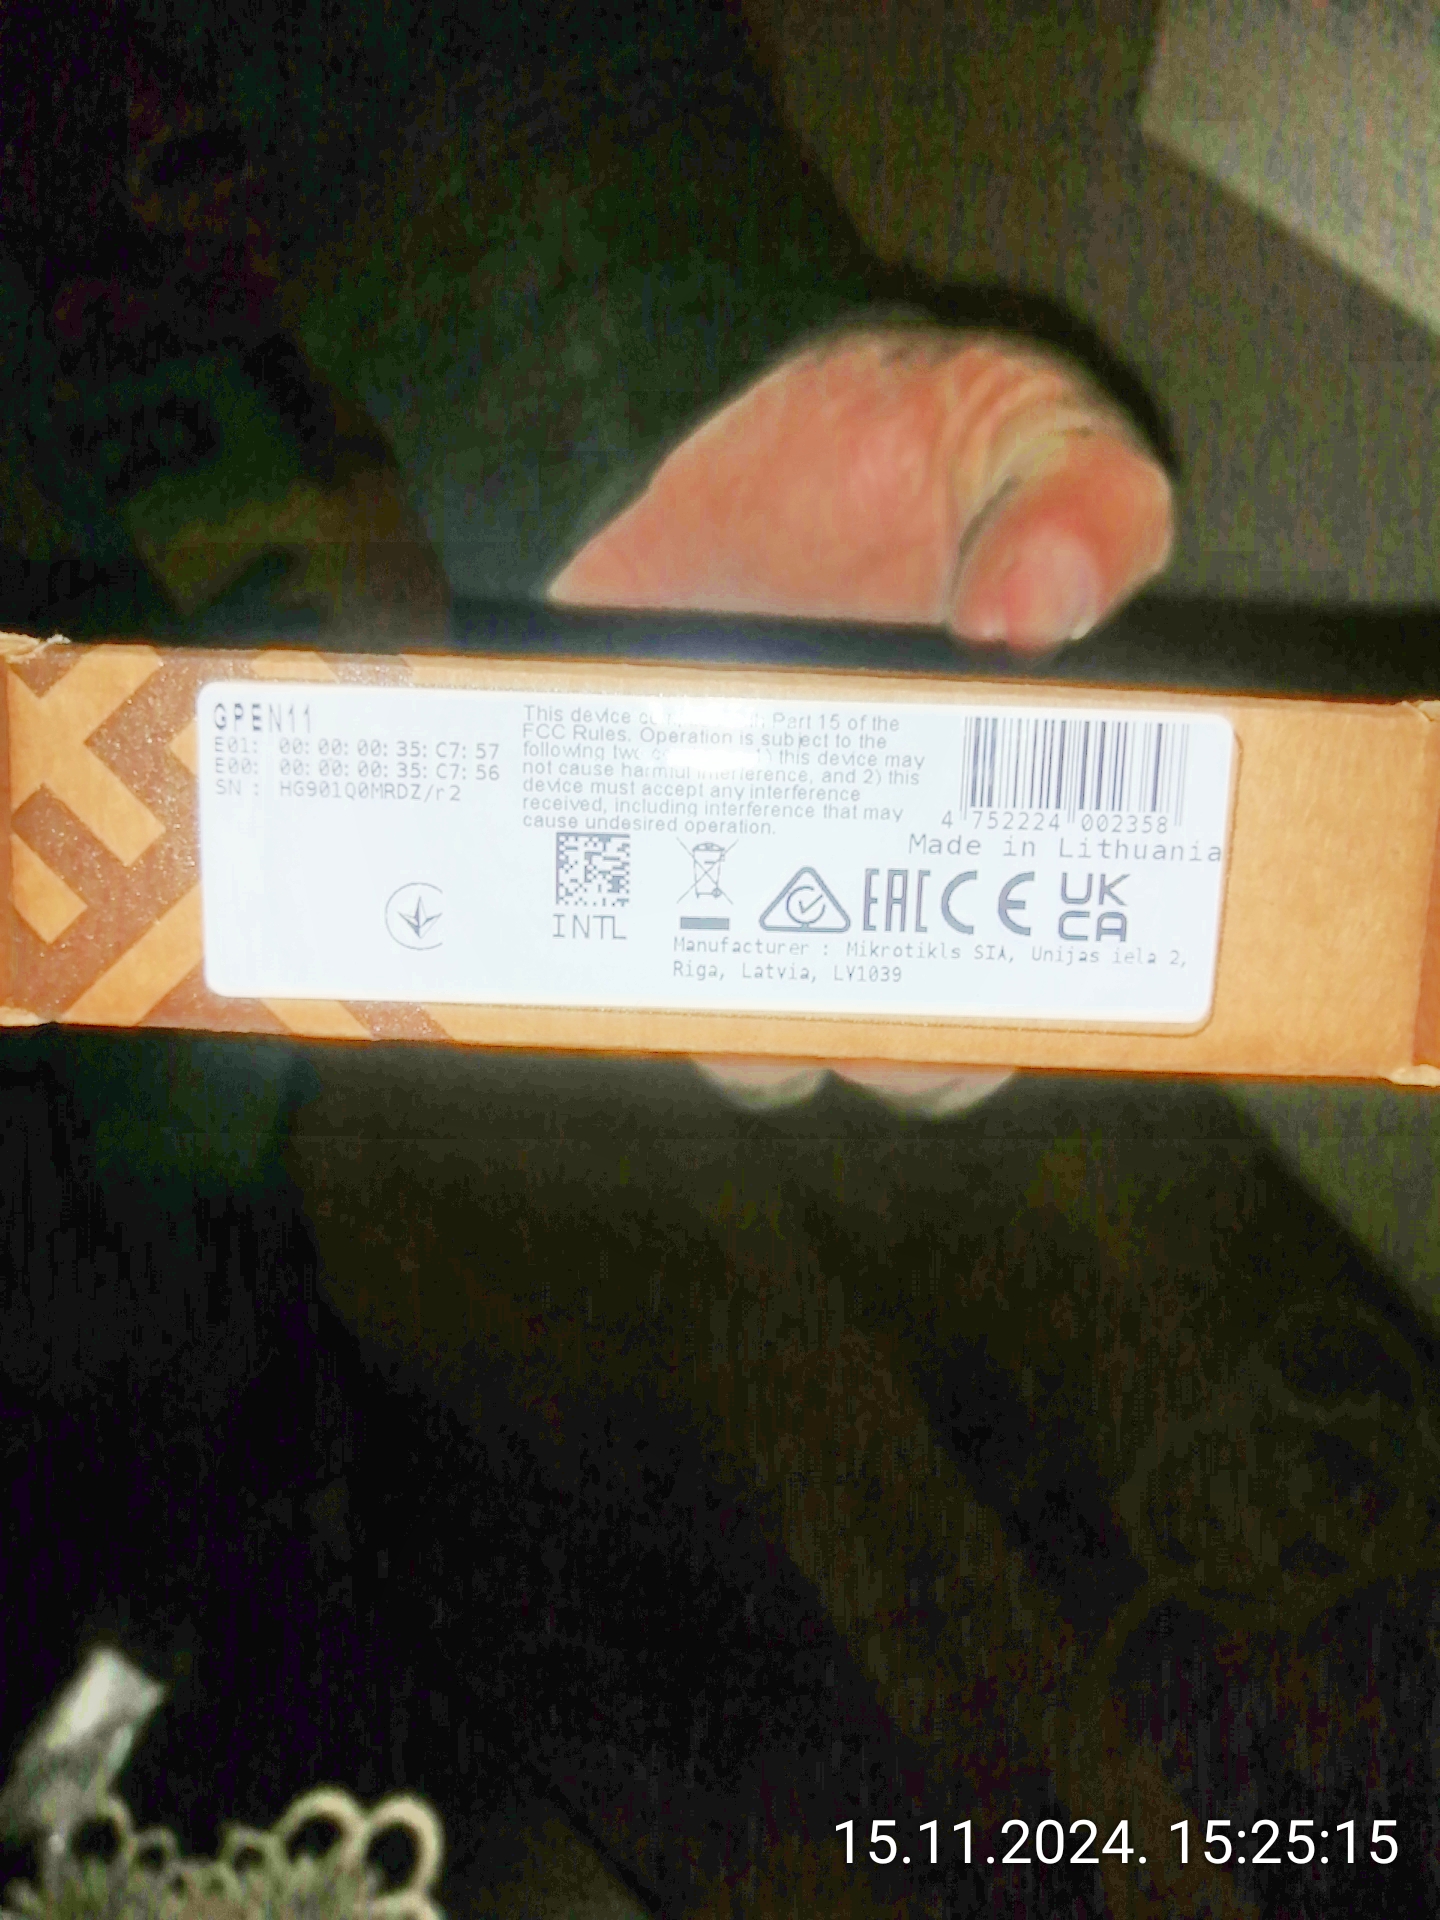 GPEN11
E01: 00:00:00:35:C7:57
E00: 00:00:00:35:C7:56
SN : HG901Q0MRDZ/r2
This device Part 15 of the
FCC Rules. Operation is subject to the
following two 1) this device may
not cause harmful interference, and 2) this
device must accept any interference
received, including interference that may
cause undesired operation.
INTL
4 752224 002358
Made in Lithuania
EAC CE UK
CA
Manufacturer : Mikrotikls SIA, Unijas iela 2,
Riga, Latvia, LV1039
15.11.2024. 15:25:15